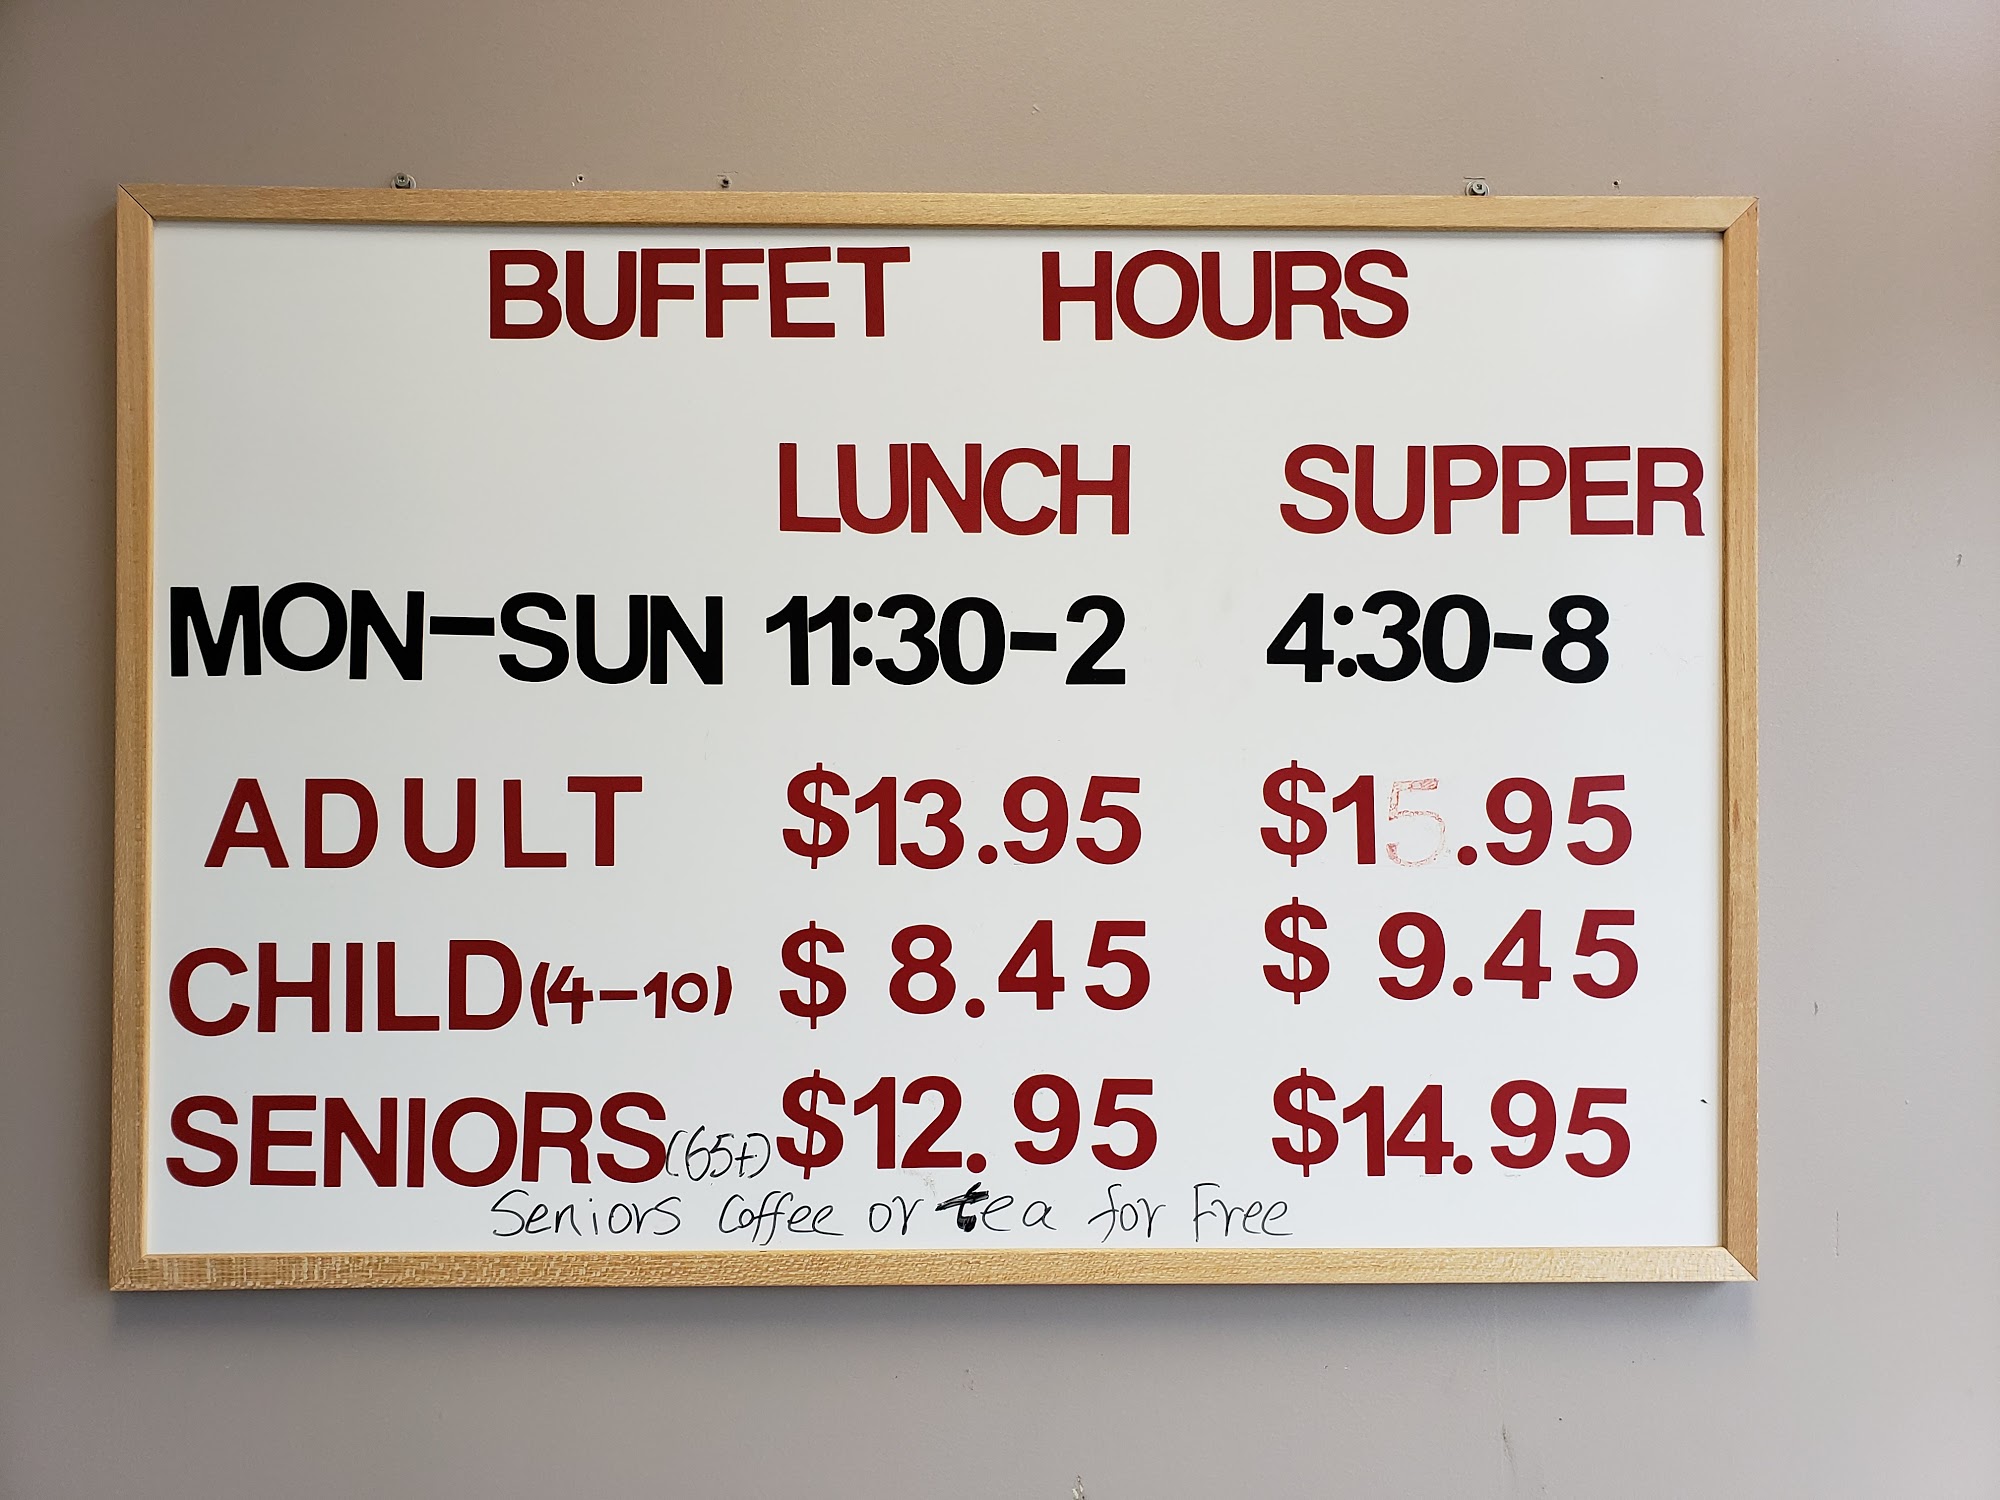 BUFFET HOURS
LUNCH SUPPER
MON-SUN 11:30-2 4:30-8
ADULT $13.95 $15.95
CHILD(4-10) $ 8.45 $ 9.45
SENIORS(65+) $12.95 $14.95
Seniors Coffee or tea for Free